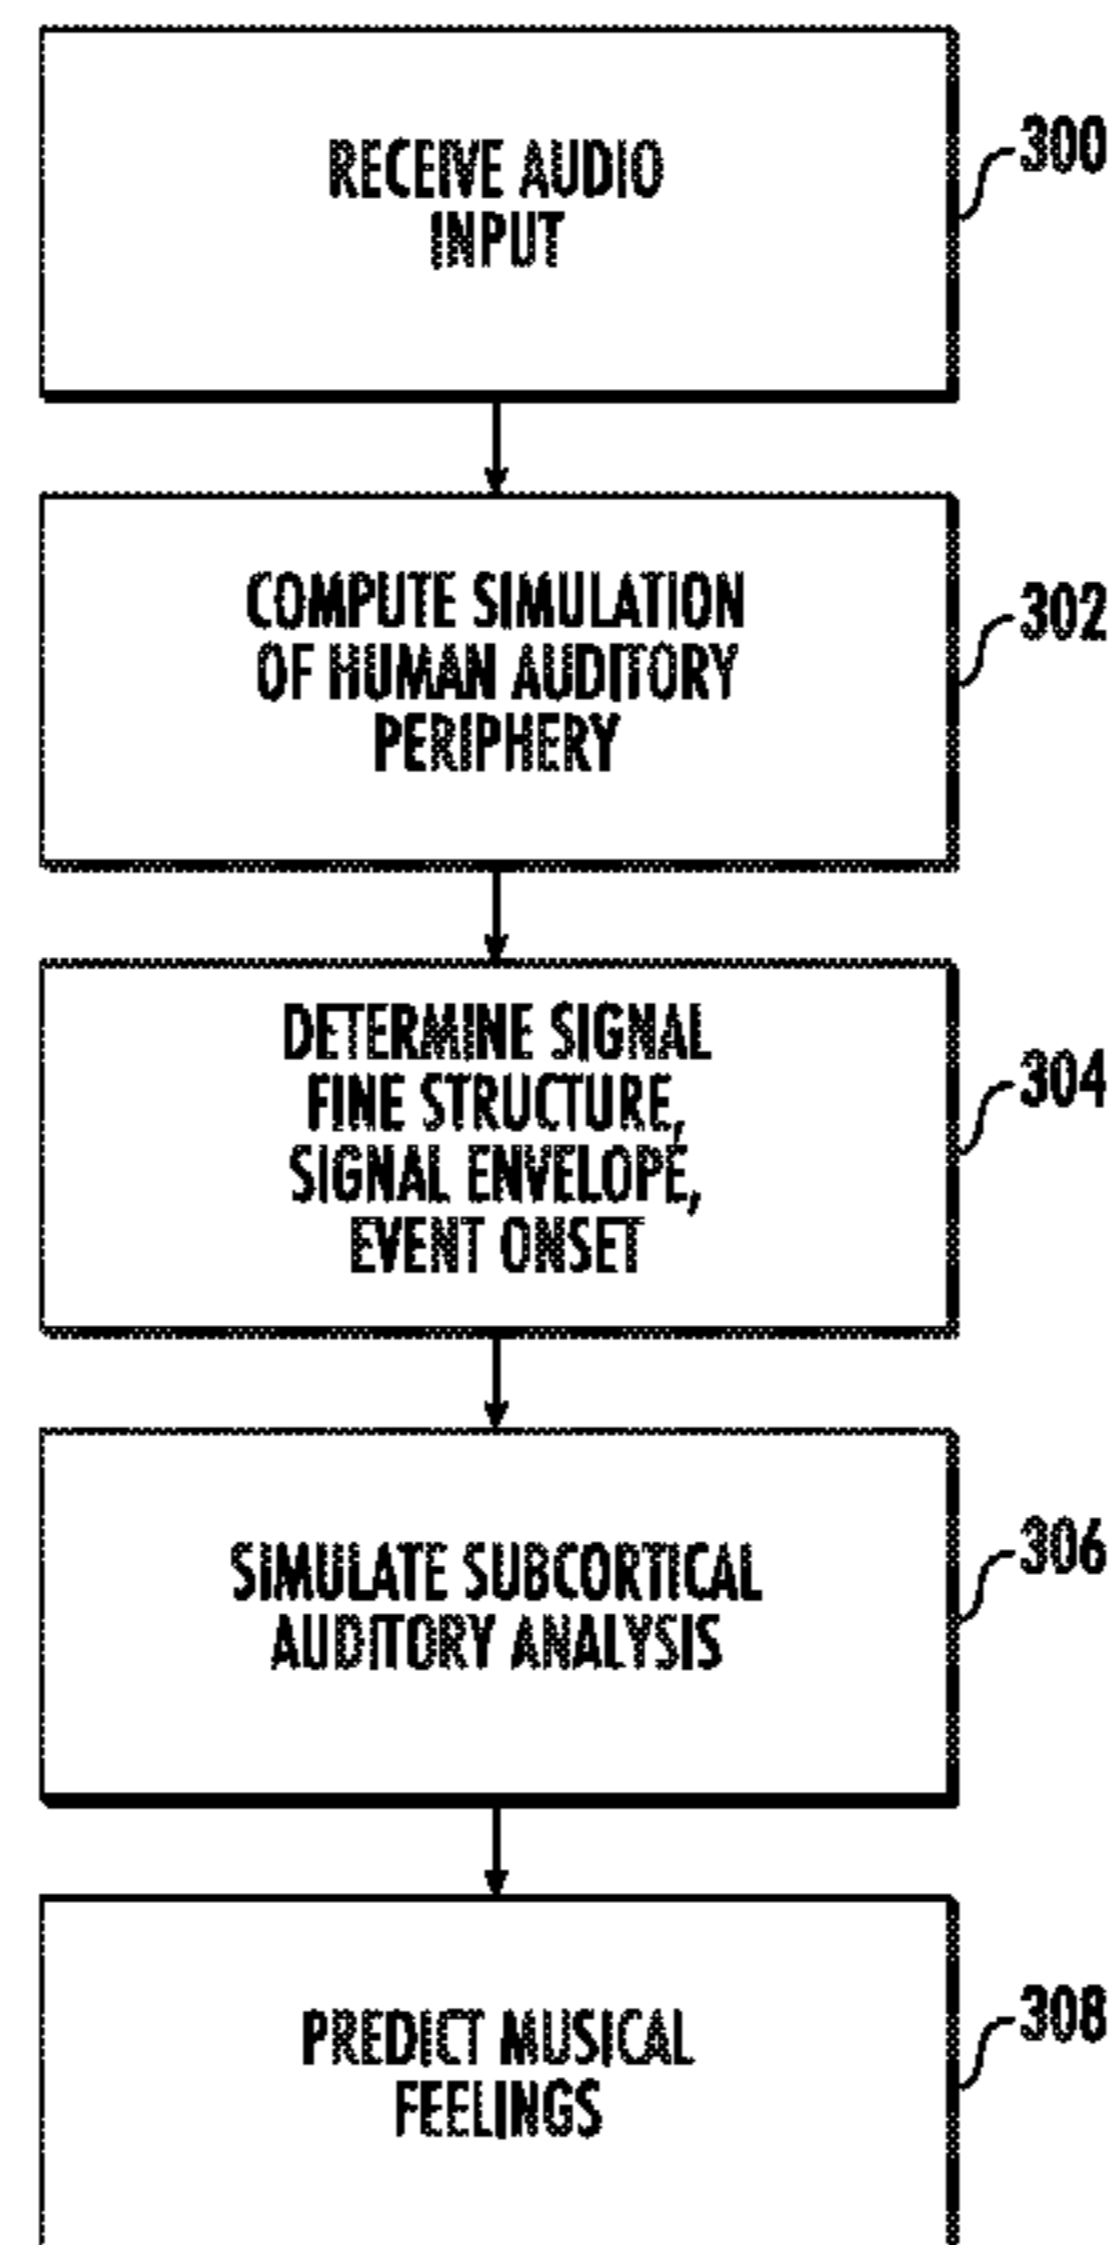 RECEIVE AUDIO
INPUT
300
COMPUTE SIMULATION
OF HUMAN AUDITORY
PERIPHERY
302
DETERMINE SIGNAL
FINE STRUCTURE,
SIGNAL ENVELOPE,
EVENT ONSET
304
SIMULATE SUBCORTICAL
AUDITORY ANALYSIS
306
PREDICT MUSICAL
FEELINGS
308